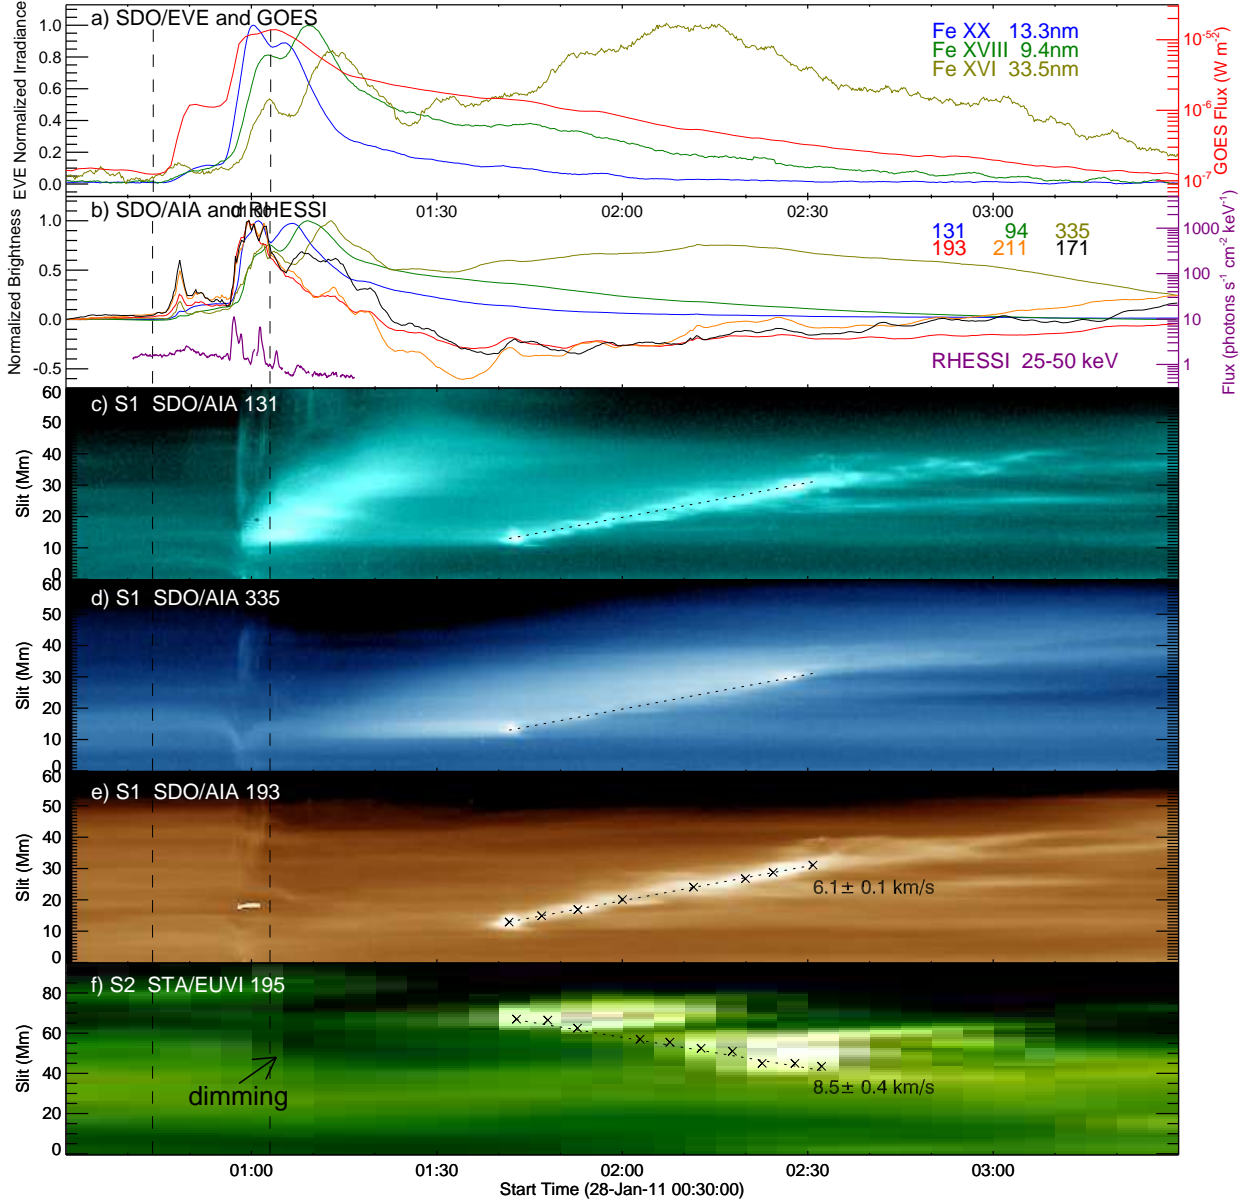 a) SDO/EVE and GOES
Fe XX 13.3nm
Fe XVIII 9.4nm
Fe XVI 33.5nm
EVE Normalized Irradiance
1.0
0.8
0.6
0.4
0.2
0.0
10-5
10-6
10-7
GOES Flux (W m-2)
b) SDO/AIA and RHESSI
01:30
02:00
02:30
03:00
131 94 335
193 211 171
RHESSI 25-50 keV
Normalized Brightness
1.0
0.5
0.0
-0.5
1000
100
10
1
Flux (photons s-1 cm-2 keV-1)
c) S1 SDO/AIA 131
Slit (Mm)
60
50
40
30
20
10
0
d) S1 SDO/AIA 335
Slit (Mm)
60
50
40
30
20
10
0
e) S1 SDO/AIA 193
Slit (Mm)
60
50
40
30
20
10
0
6.1± 0.1 km/s
f) S2 STA/EUVI 195
Slit (Mm)
80
60
40
20
0
dimming
8.5± 0.4 km/s
01:00
01:30
02:00
02:30
03:00
Start Time (28-Jan-11 00:30:00)